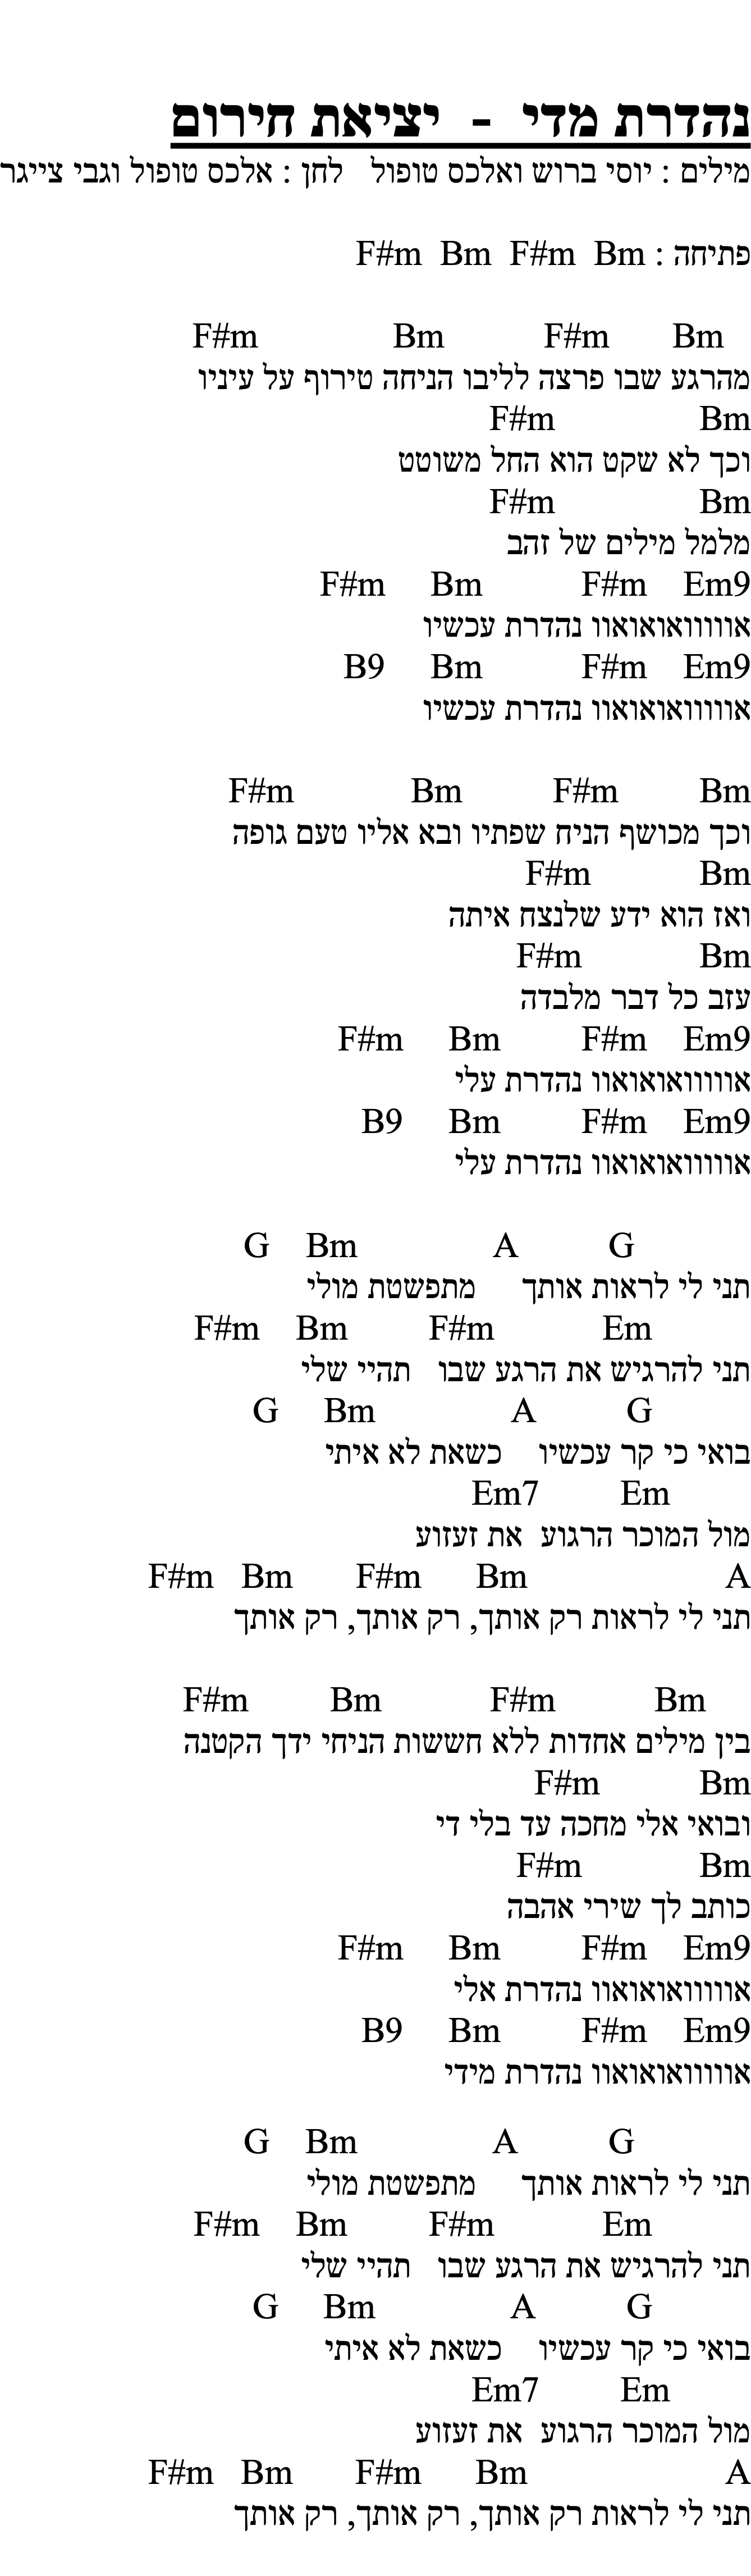 נהדרת מדי - יציאת חירום
מילים : יוסי ברוש ואלכס טופול לחן : אלכס טופול וגבי צייגר
פתיחה : F#m Bm F#m Bm
F#m Bm F#m Bm
מהרגע שבו פרצה לליבו הניחה טירוף על עיניו
F#m Bm
וכך לא שקט הוא החל משוטט
F#m Bm
מלמל מילים של זהב
F#m Bm F#m Em9
אווווואואואוו נהדרת עכשיו
B9 Bm F#m Em9
אווווואואואוו נהדרת עכשיו
F#m Bm F#m Bm
וכך מכושף הניח שפתיו ובא אליו טעם גופה
F#m Bm
ואז הוא ידע שלנצח איתה
F#m Bm
עזב כל דבר מלבדה
F#m Bm F#m Em9
אווווואואואוו נהדרת עלי
B9 Bm F#m Em9
אווווואואואוו נהדרת עלי
G Bm A G
תני לי לראות אותך מתפשטת מולי
F#m Bm F#m Em
תני להרגיש את הרגע שבו תהיי שלי
G Bm A G
בואי כי קר עכשיו כשאת לא איתי
Em7 Em
מול המוכר הרגוע את זעזוע
F#m Bm F#m Bm A
תני לי לראות רק אותך, רק אותך, רק אותך
F#m Bm F#m Bm
בין מילים אחדות ללא חששות הניחי ידך הקטנה
F#m Bm
ובואי אלי מחכה עד בלי די
F#m Bm
כותב לך שירי אהבה
F#m Bm F#m Em9
אווווואואואוו נהדרת אלי
B9 Bm F#m Em9
אווווואואואוו נהדרת מידי
G Bm A G
תני לי לראות אותך מתפשטת מולי
F#m Bm F#m Em
תני להרגיש את הרגע שבו תהיי שלי
G Bm A G
בואי כי קר עכשיו כשאת לא איתי
Em7 Em
מול המוכר הרגוע את זעזוע
F#m Bm F#m Bm A
תני לי לראות רק אותך, רק אותך, רק אותך